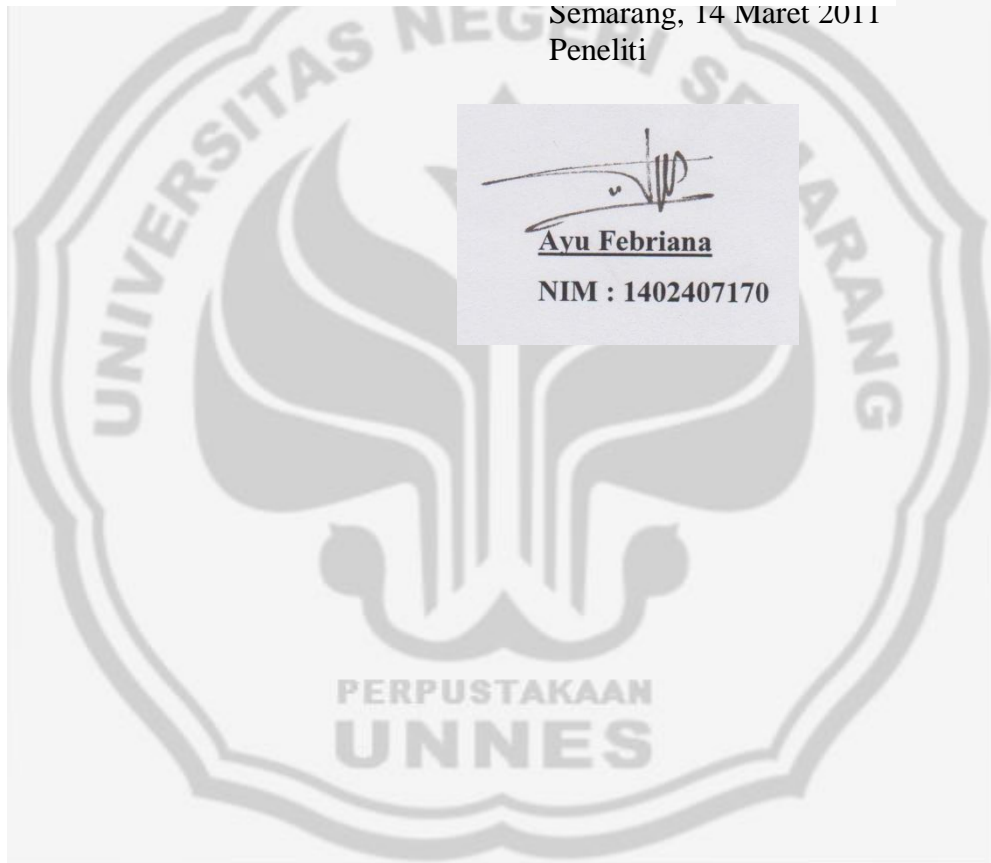 Semarang, 14 Maret 2011
Peneliti
Ayu Febriana
NIM : 1402407170
UNIVERSITAS NEGERI SEMARANG
PERPUSTAKAAN
UNNES